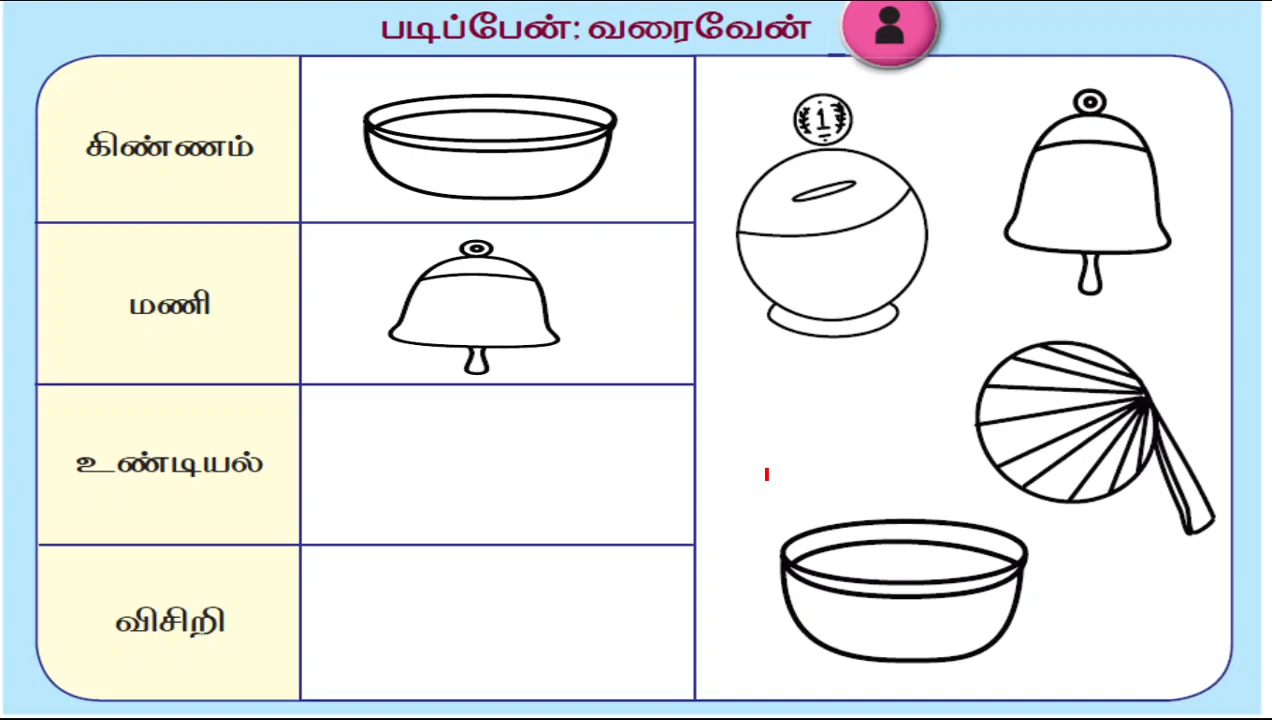 படிப்பேன்: வரைவேன்
கிண்ணம்
மணி
உண்டியல்
விசிறி
1